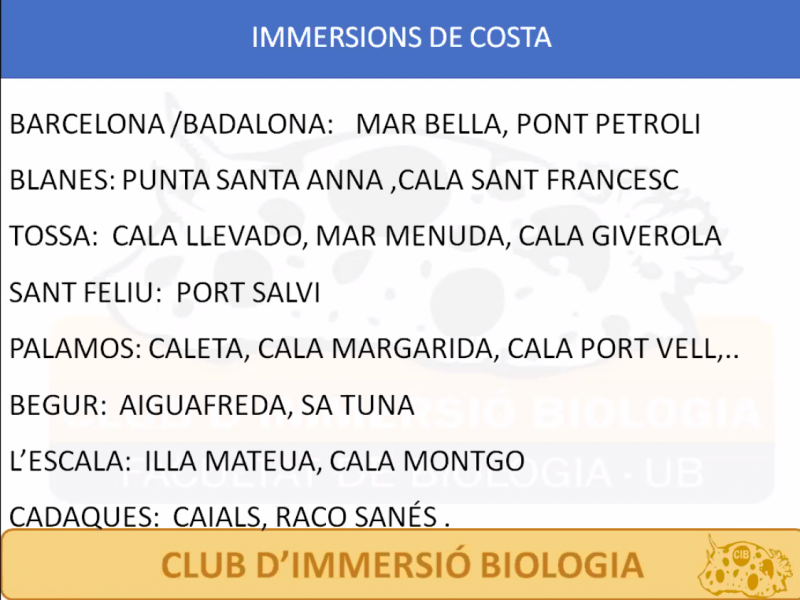 IMMERSIONS DE COSTA
BARCELONA /BADALONA: MAR BELLA, PONT PETROLI
BLANES: PUNTA SANTA ANNA ,CALA SANT FRANCESC
TOSSA: CALA LLEVADO, MAR MENUDA, CALA GIVEROLA
SANT FELIU: PORT SALVI
PALAMOS: CALETA, CALA MARGARIDA, CALA PORT VELL,..
BEGUR: AIGUAFREDA, SA TUNA
CLUB D'IMMERSIÓ BIOLOGIA
L'ESCALA: ILLA MATEUA, CALA MONTGO
FACULTAT DE BIOLOGIA · UB
CADAQUES: CAIALS, RACO SANÉS .
CLUB D'IMMERSIÓ BIOLOGIA
CIB